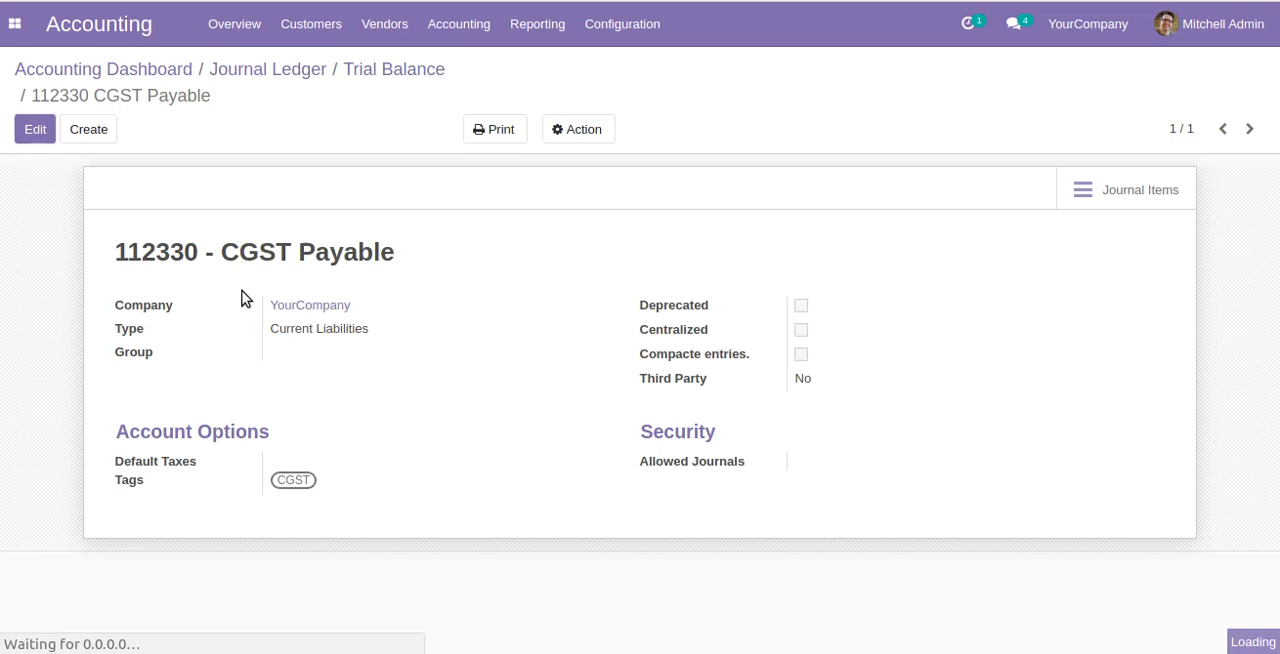 Accounting Overview Customers Vendors Accounting Reporting Configuration 1 4 YourCompany Mitchell Admin
Accounting Dashboard / Journal Ledger / Trial Balance
/ 112330 CGST Payable
Edit Create Print Action 1 / 1
Journal Items
112330 - CGST Payable
Company YourCompany
Type Current Liabilities
Group
Deprecated
Centralized
Compacte entries.
Third Party No
Account Options
Default Taxes
Tags CGST
Security
Allowed Journals
Waiting for 0.0.0.0...
Loading